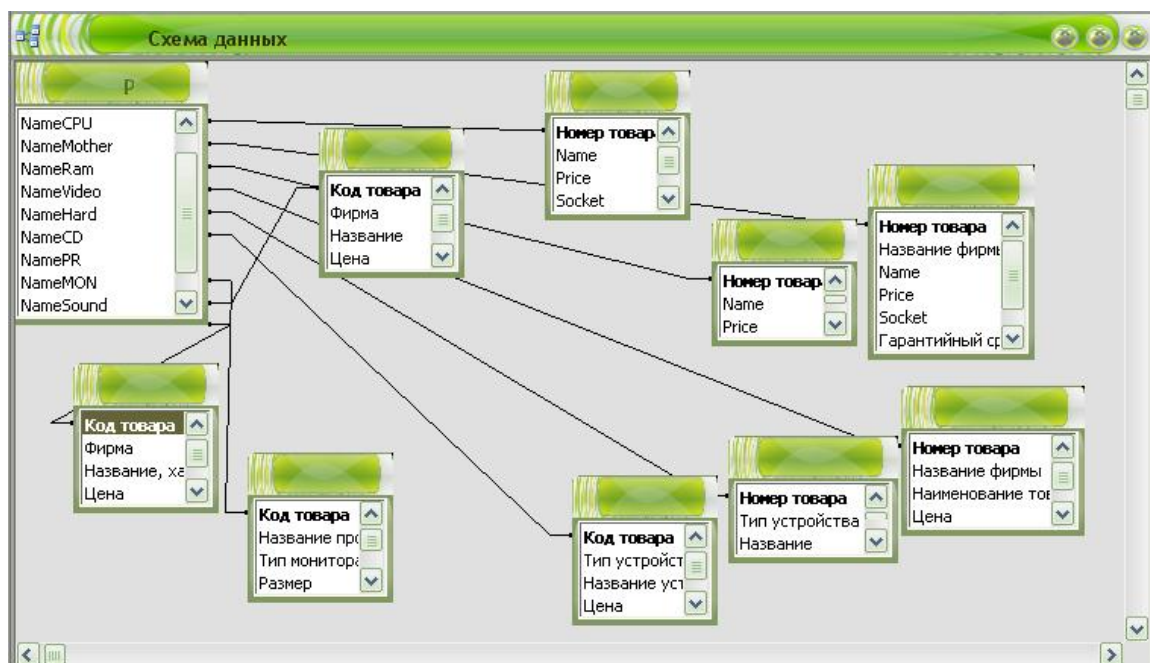 Схема данных
P
NameCPU
NameMother
NameRam
NameVideo
NameHard
NameCD
NamePR
NameMON
NameSound
Код товара
Фирма
Название
Цена
Номер товар
Name
Price
Socket
Номер товар
Name
Price
Номер товара
Название фирмы
Name
Price
Socket
Гарантийный ср
Код товара
Фирма
Название, ха
Цена
Код товара
Название про
Тип монитора
Размер
Код товара
Тип устройст
Название уст
Цена
Номер товара
Тип устройства
Название
Номер товара
Название фирмы
Наименование тов
Цена